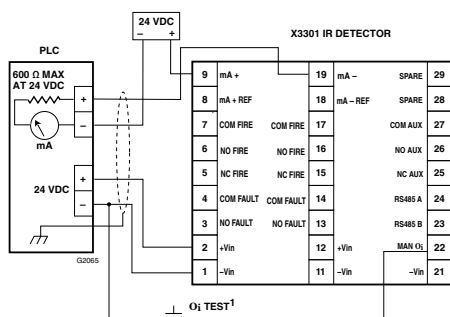 24 VDC
– +
PLC
X3301 IR DETECTOR
600 Ω MAX
AT 24 VDC
+
–
mA
24 VDC
+
–
G2065
9 mA + 19 mA – SPARE 29
8 mA + REF 18 mA – REF SPARE 28
7 COM FIRE COM FIRE 17 COM AUX 27
6 NO FIRE NO FIRE 16 NO AUX 26
5 NC FIRE NC FIRE 15 NC AUX 25
4 COM FAULT COM FAULT 14 RS485 A 24
3 NO FAULT NO FAULT 13 RS485 B 23
2 +Vin 12 +Vin MAN Oi 22
1 –Vin 11 –Vin –Vin 21
Oi TEST1